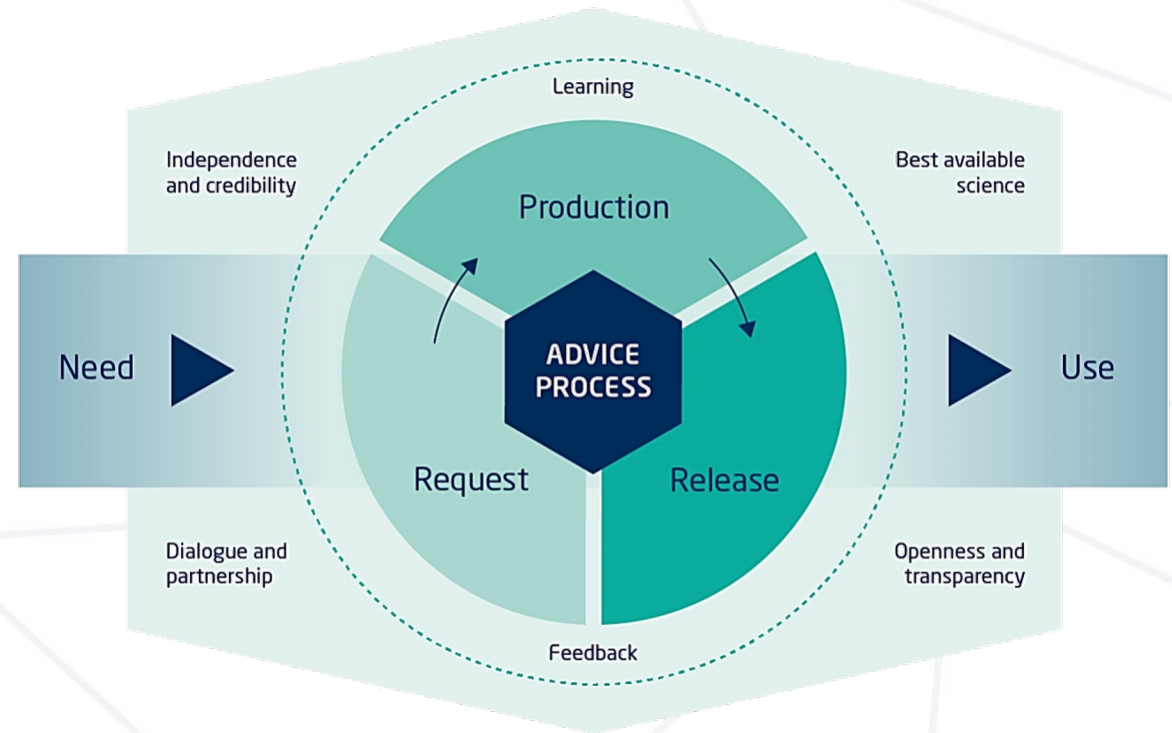 Learning
Independence
and credibility
Best available
science
Production
Need
ADVICE
PROCESS
Use
Request
Release
Dialogue and
partnership
Openness and
transparency
Feedback